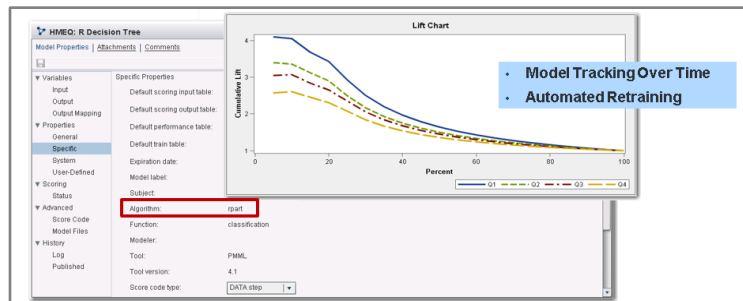 HMEQ: R Decision Tree
Model Properties | Attachments | Comments
▼ Variables
Input
Output
Output Mapping
▼ Properties
General
Specific
System
User-Defined
▼ Scoring
Status
▼ Advanced
Score Code
Model Files
▼ History
Log
Published
Specific Properties
Default scoring input table:
Default scoring output table:
Default performance table:
Default train table:
Expiration date:
Model label:
Subject:
Algorithm: rpart
Function: classification
Modeler:
Tool: PMML
Tool version: 4.1
Score code type: DATA step
Lift Chart
Cumulative Lift
4
3
2
1
0 20 40 60 80 100
Percent
Q1 Q2 Q3 Q4
• Model Tracking Over Time
• Automated Retraining